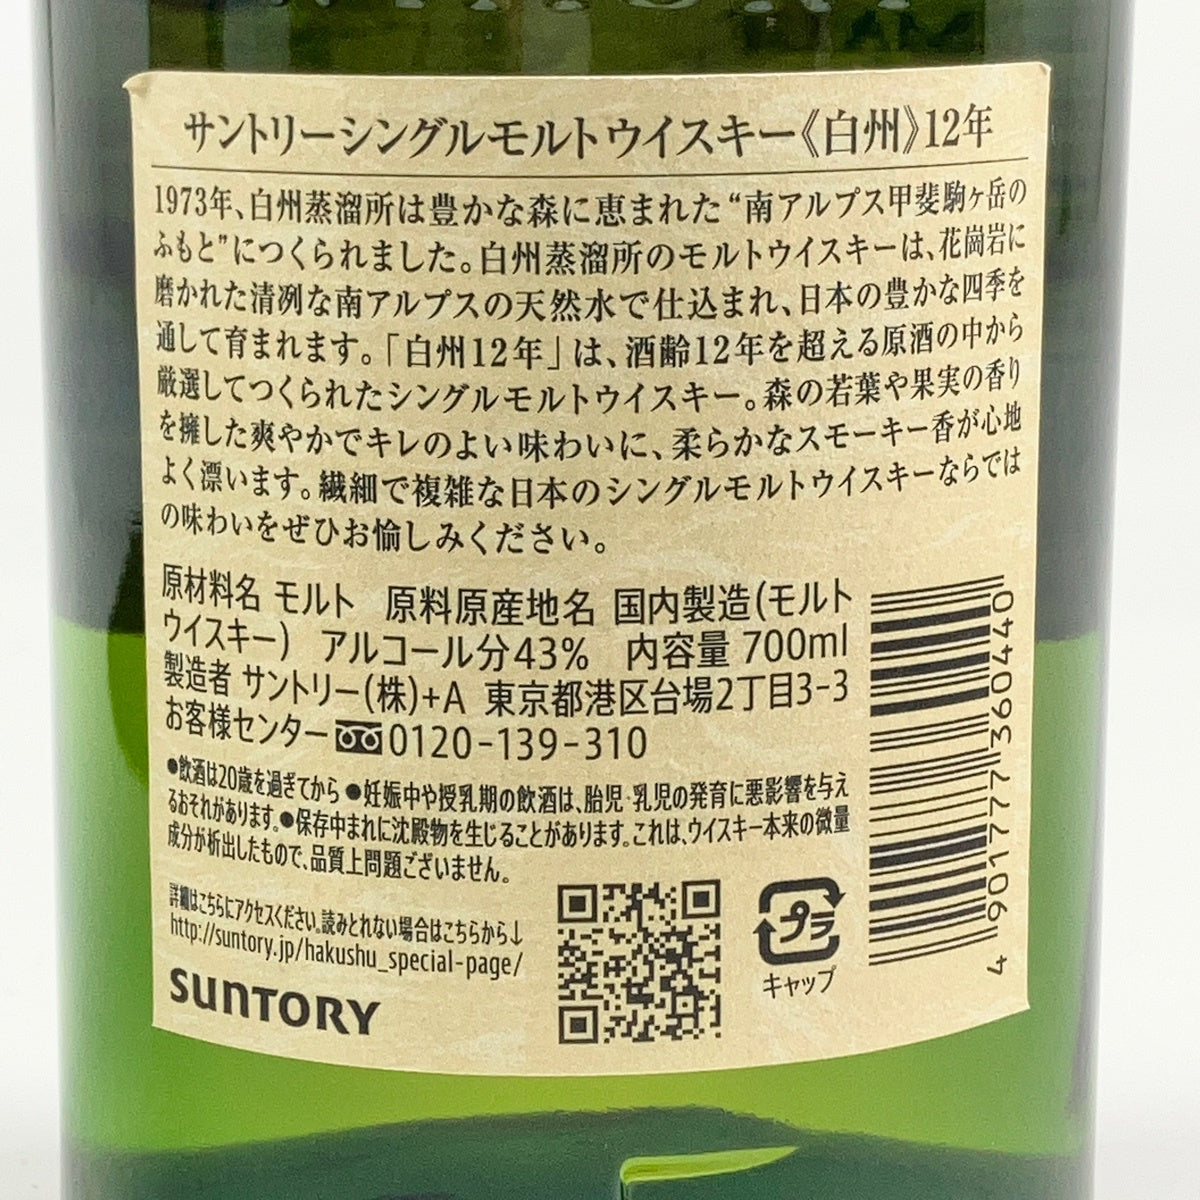 サントリーシングルモルトウイスキー《白州》12年
1973年、白州蒸溜所は豊かな森に恵まれた“南アルプス甲斐駒ヶ岳の
ふもと”につくられました。白州蒸溜所のモルトウイスキーは、花崗岩に
磨かれた清冽な南アルプスの天然水で仕込まれ、日本の豊かな四季を
通して育まれます。「白州12年」は、酒齢12年を超える原酒の中から
厳選してつくられたシングルモルトウイスキー。森の若葉や果実の香り
を擁した爽やかでキレのよい味わいに、柔らかなスモーキー香が心地
よく漂います。繊細で複雑な日本のシングルモルトウイスキーならでは
の味わいをぜひお愉しみください。
原材料名 モルト 原料原産地名 国内製造(モルト
ウイスキー) アルコール分43% 内容量 700ml
製造者 サントリー(株)+A 東京都港区台場2丁目3-3
お客様センター 0120-139-310
●飲酒は20歳を過ぎてから ●妊娠中や授乳期の飲酒は、胎児・乳児の発育に悪影響を与え
るおそれがあります。●保存中まれに沈殿物を生じることがあります。これは、ウイスキー本来の微量
成分が析出したもので、品質上問題ございません。
詳細はこちらにアクセスください。読みとれない場合はこちらから↓
http://suntory.jp/hakushu_special-page/
SUNTORY
プラ
キャップ
4 901777 360440